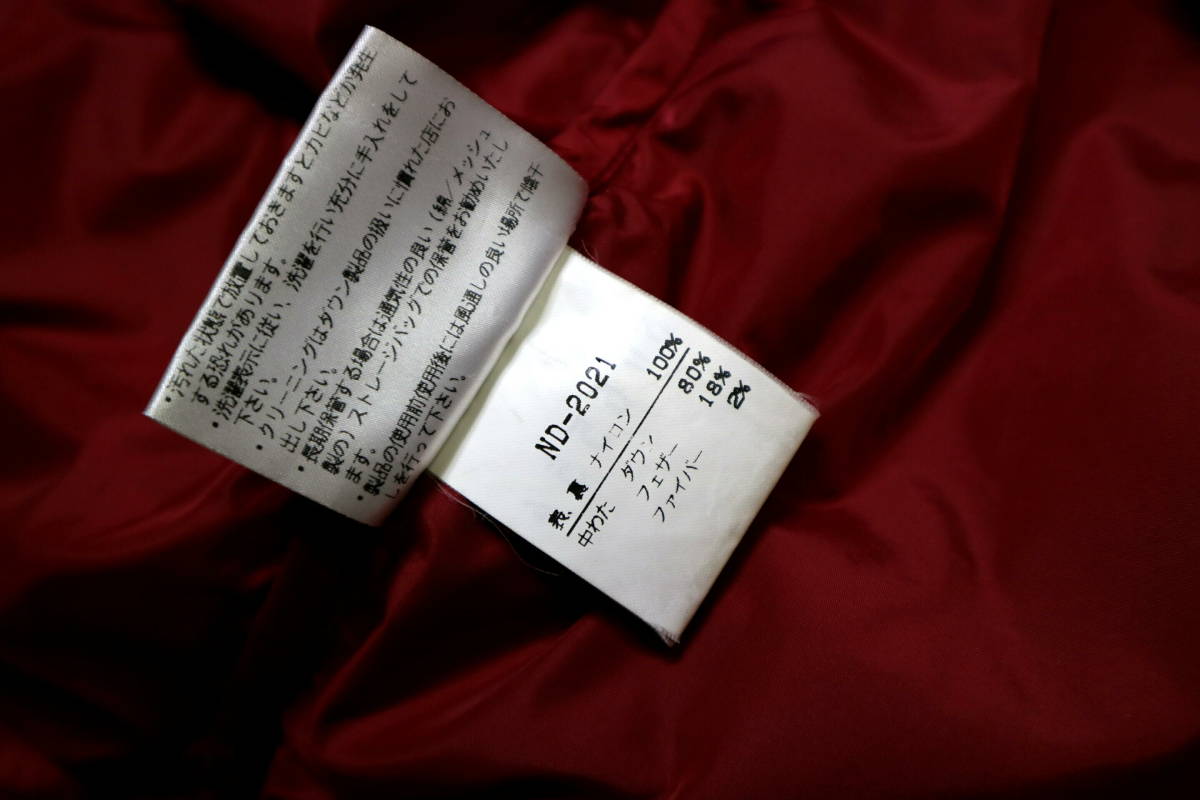 ・汚れた状態で放置しておきますとカビなどが発生
する恐れがあります。
・洗濯表示に従い、洗濯を行い充分に手入れをして
下さい。
・クリーニングはダウン製品の扱いに慣れた店にお
出し下さい。
・長期保管する場合は通気性の良い（綿/メッシュ
製の）ストレージバッグでの保管をお勧めいたし
ます。
・製品の使用前使用後には風通しの良い場所で陰干
しを行って下さい。
ND-2021
表、裏 ナイロン 100%
中わた ダウン 80%
フェザー 18%
ファイバー 2%